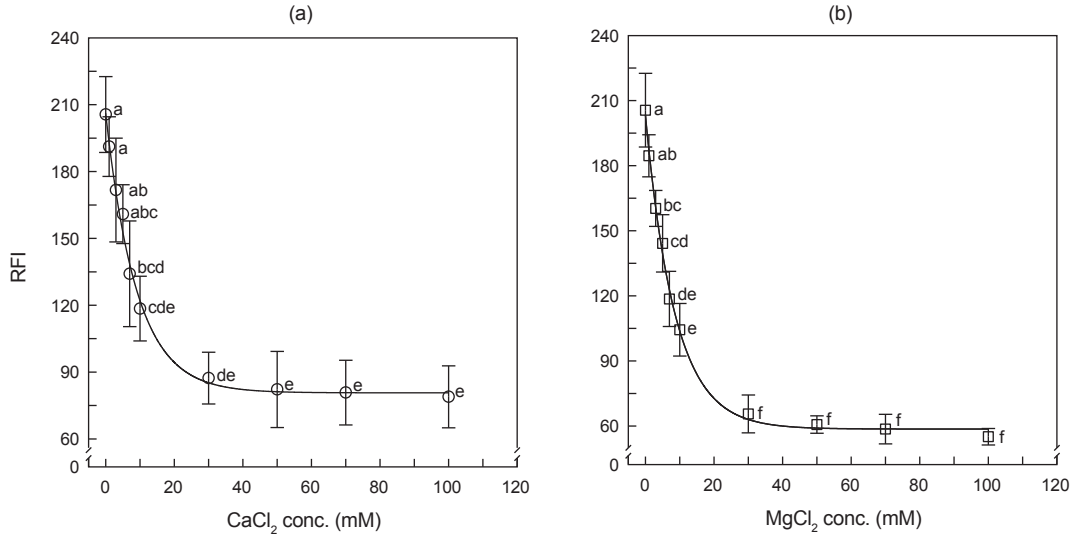 (a)
240
210
180
150
120
90
60
0
RFI
a
a
ab
abc
bcd
cde
de
e
e
e
0 20 40 60 80 100 120
CaCl2 conc. (mM)
(b)
240
210
180
150
120
90
60
0
a
ab
bc
cd
de
e
f
f
f
f
0 20 40 60 80 100 120
MgCl2 conc. (mM)